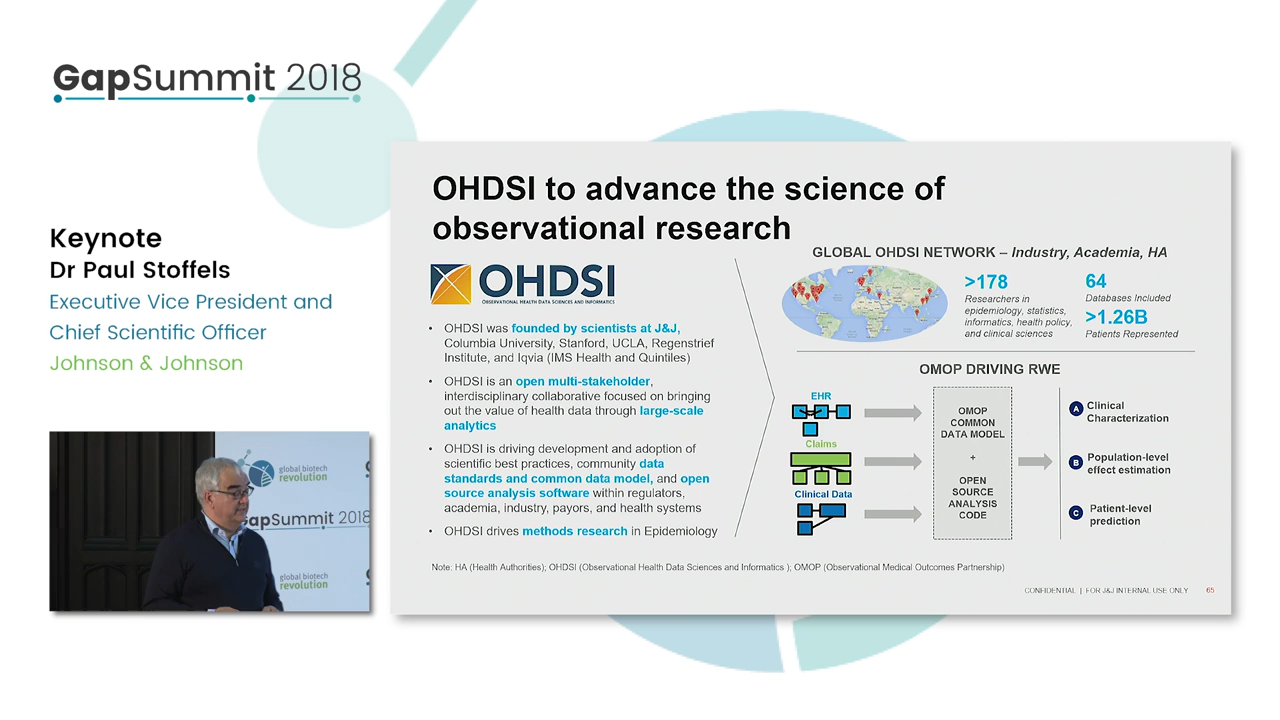 GapSummit 2018
Keynote
Dr Paul Stoffels
Executive Vice President and
Chief Scientific Officer
Johnson & Johnson
global biotech
revolution
GapSummit 2018
global biotech
revolution
OHDSI to advance the science of
observational research
OHDSI
OBSERVATIONAL HEALTH DATA SCIENCES AND INFORMATICS
• OHDSI was founded by scientists at J&J,
Columbia University, Stanford, UCLA, Regenstrief
Institute, and Iqvia (IMS Health and Quintiles)
• OHDSI is an open multi-stakeholder,
interdisciplinary collaborative focused on bringing
out the value of health data through large-scale
analytics
• OHDSI is driving development and adoption of
scientific best practices, community data
standards and common data model, and open
source analysis software within regulators,
academia, industry, payors, and health systems
• OHDSI drives methods research in Epidemiology
GLOBAL OHDSI NETWORK – Industry, Academia, HA
>178
Researchers in
epidemiology, statistics,
informatics, health policy,
and clinical sciences
64
Databases Included
>1.26B
Patients Represented
OMOP DRIVING RWE
EHR
Claims
Clinical Data
OMOP
COMMON
DATA MODEL
+
OPEN
SOURCE
ANALYSIS
CODE
A Clinical
Characterization
B Population-level
effect estimation
C Patient-level
prediction
Note: HA (Health Authorities); OHDSI (Observational Health Data Sciences and Informatics ); OMOP (Observational Medical Outcomes Partnership)
CONFIDENTIAL | FOR J&J INTERNAL USE ONLY 65